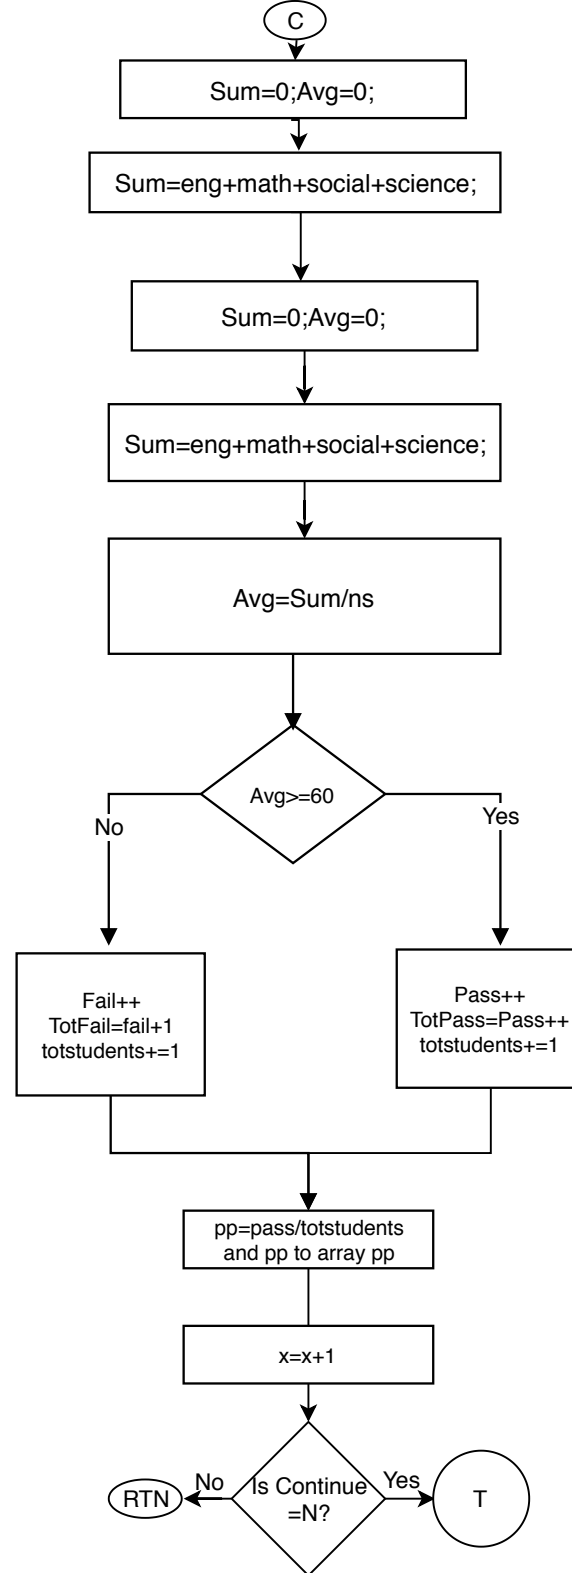 C
Sum=0;Avg=0;
Sum=eng+math+social+science;
Sum=0;Avg=0;
Sum=eng+math+social+science;
Avg=Sum/ns
Avg>=60
No
Yes
Fail++
TotFail=fail+1
totstudents+=1
Pass++
TotPass=Pass++
totstudents+=1
pp=pass/totstudents
and pp to array pp
x=x+1
RTN
No
Is Continue
=N?
Yes
T